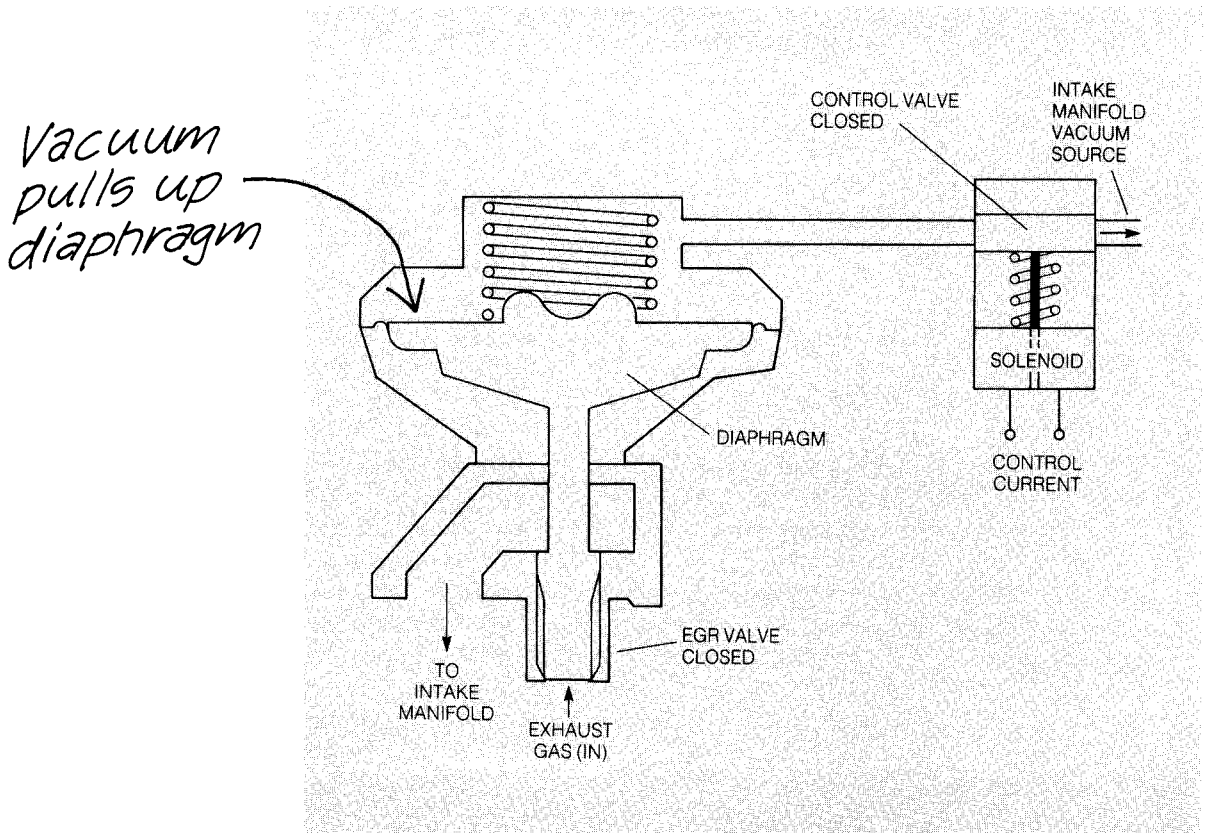 Vacuum
pulls up
diaphragm
CONTROL VALVE
CLOSED
INTAKE
MANIFOLD
VACUUM
SOURCE
SOLENOID
CONTROL
CURRENT
DIAPHRAGM
EGR VALVE
CLOSED
TO
INTAKE
MANIFOLD
EXHAUST
GAS (IN)